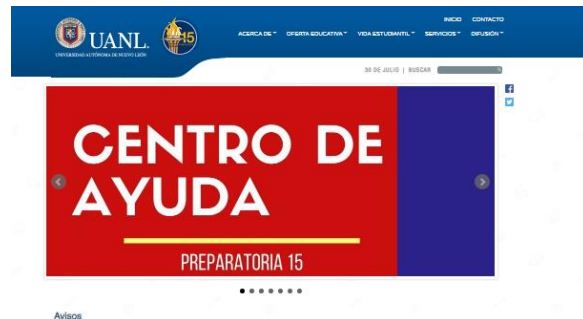 INICIO CONTACTO
UANL.
UNIVERSIDAD AUTÓNOMA DE NUEVO LEÓN
15
ACERCA DE OFERTA EDUCATIVA VIDA ESTUDIANTIL SERVICIOS DIFUSIÓN
30 DE JULIO | BUSCAR
CENTRO DE
AYUDA
PREPARATORIA 15
Avisos